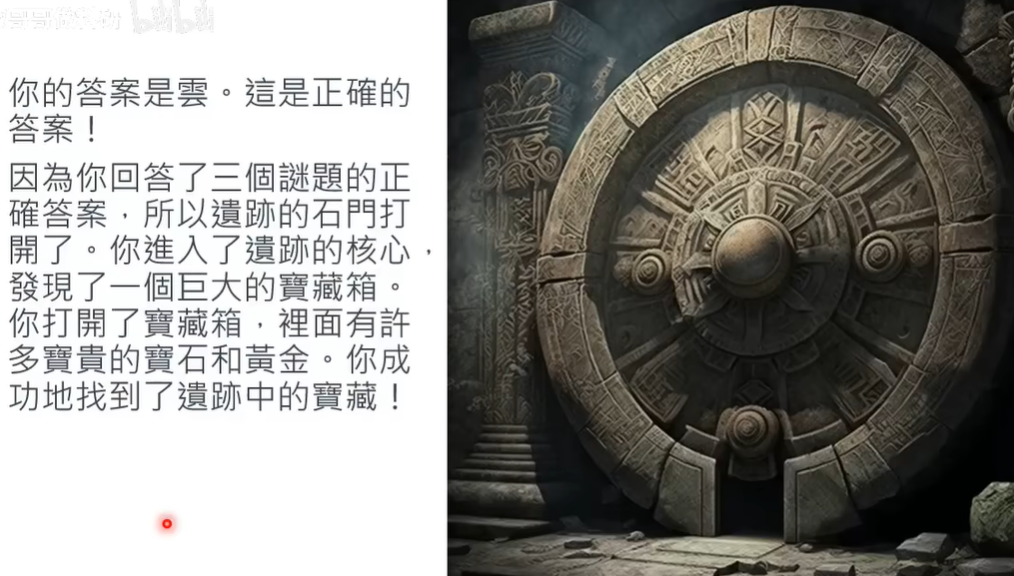 bilibili
你的答案是雲。這是正確的
答案！
因為你回答了三個謎題的正
確答案，所以遺跡的石門打
開了。你進入了遺跡的核心，
發現了一個巨大的寶藏箱。
你打開了寶藏箱，裡面有許
多寶貴的寶石和黃金。你成
功地找到了遺跡中的寶藏！